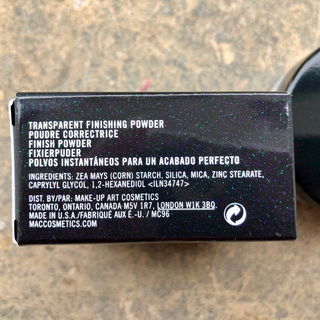 TRANSPARENT FINISHING POWDER
POUDRE CORRECTRICE
FINISH POWDER
FIXIERPUDER
POLVOS INSTANTÁNEOS PARA UN ACABADO PERFECTO
INGREDIENTS: ZEA MAYS (CORN) STARCH, SILICA, MICA, ZINC STEARATE,
CAPRYLYL GLYCOL, 1,2-HEXANEDIOL <ILN34747>
DIST. BY/PAR: MAKE-UP ART COSMETICS
TORONTO, ONTARIO, CANADA M5V 1R7, LONDON W1K 3BQ.
MADE IN U.S.A./FABRIQUÉ AUX É.-U. / MC96
MACCOSMETICS.COM